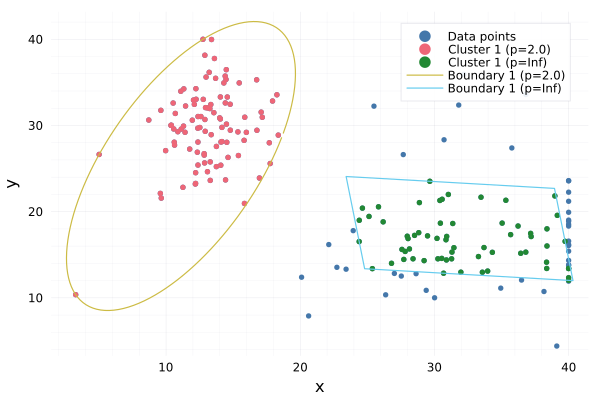 Data points
Cluster 1 (p=2.0)
Cluster 1 (p=Inf)
Boundary 1 (p=2.0)
Boundary 1 (p=Inf)
40
30
20
10
y
10
20
30
40
x